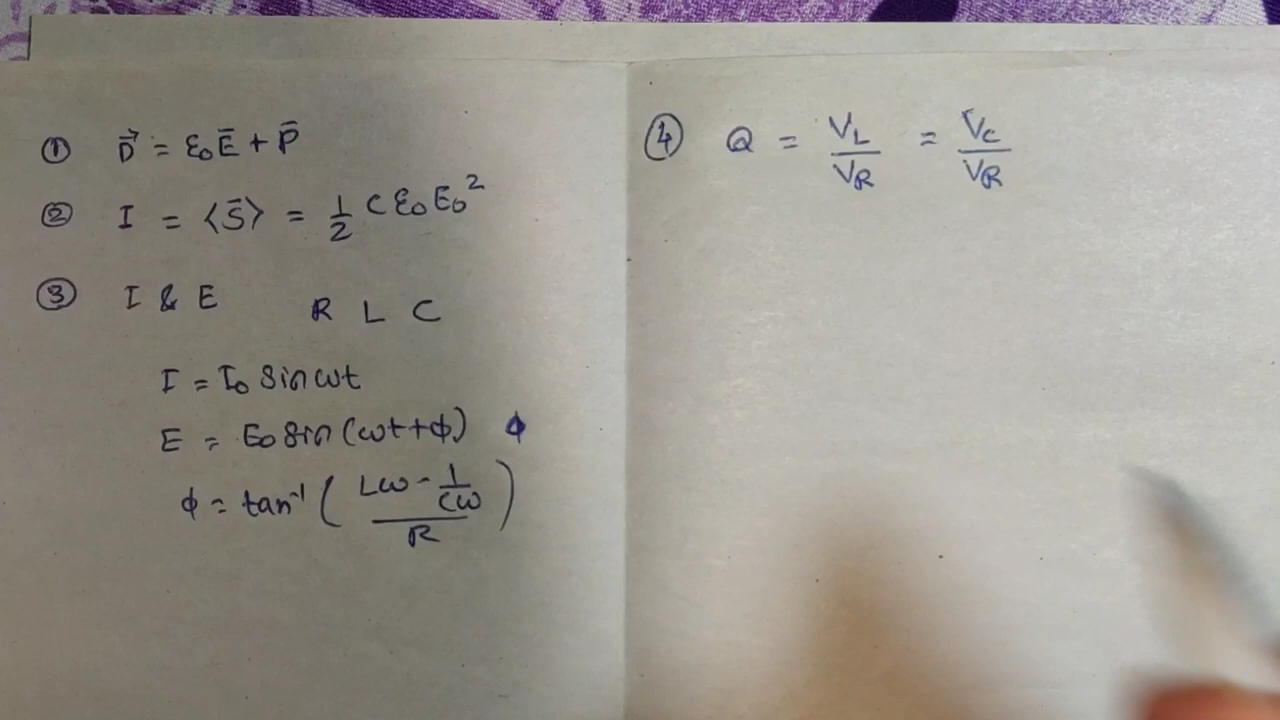 ① D⃗ = ε₀E̅ + P̅
② I = ⟨S̅⟩ = 1/2 C ε₀ E₀²
③ I & E R L C
I = I₀ sin ωt
E = E₀ sin (ωt + ϕ) ϕ
ϕ = tan⁻¹ ( (Lω - 1/Cω) / R )
④ Q = V_L / V_R = V_C / V_R